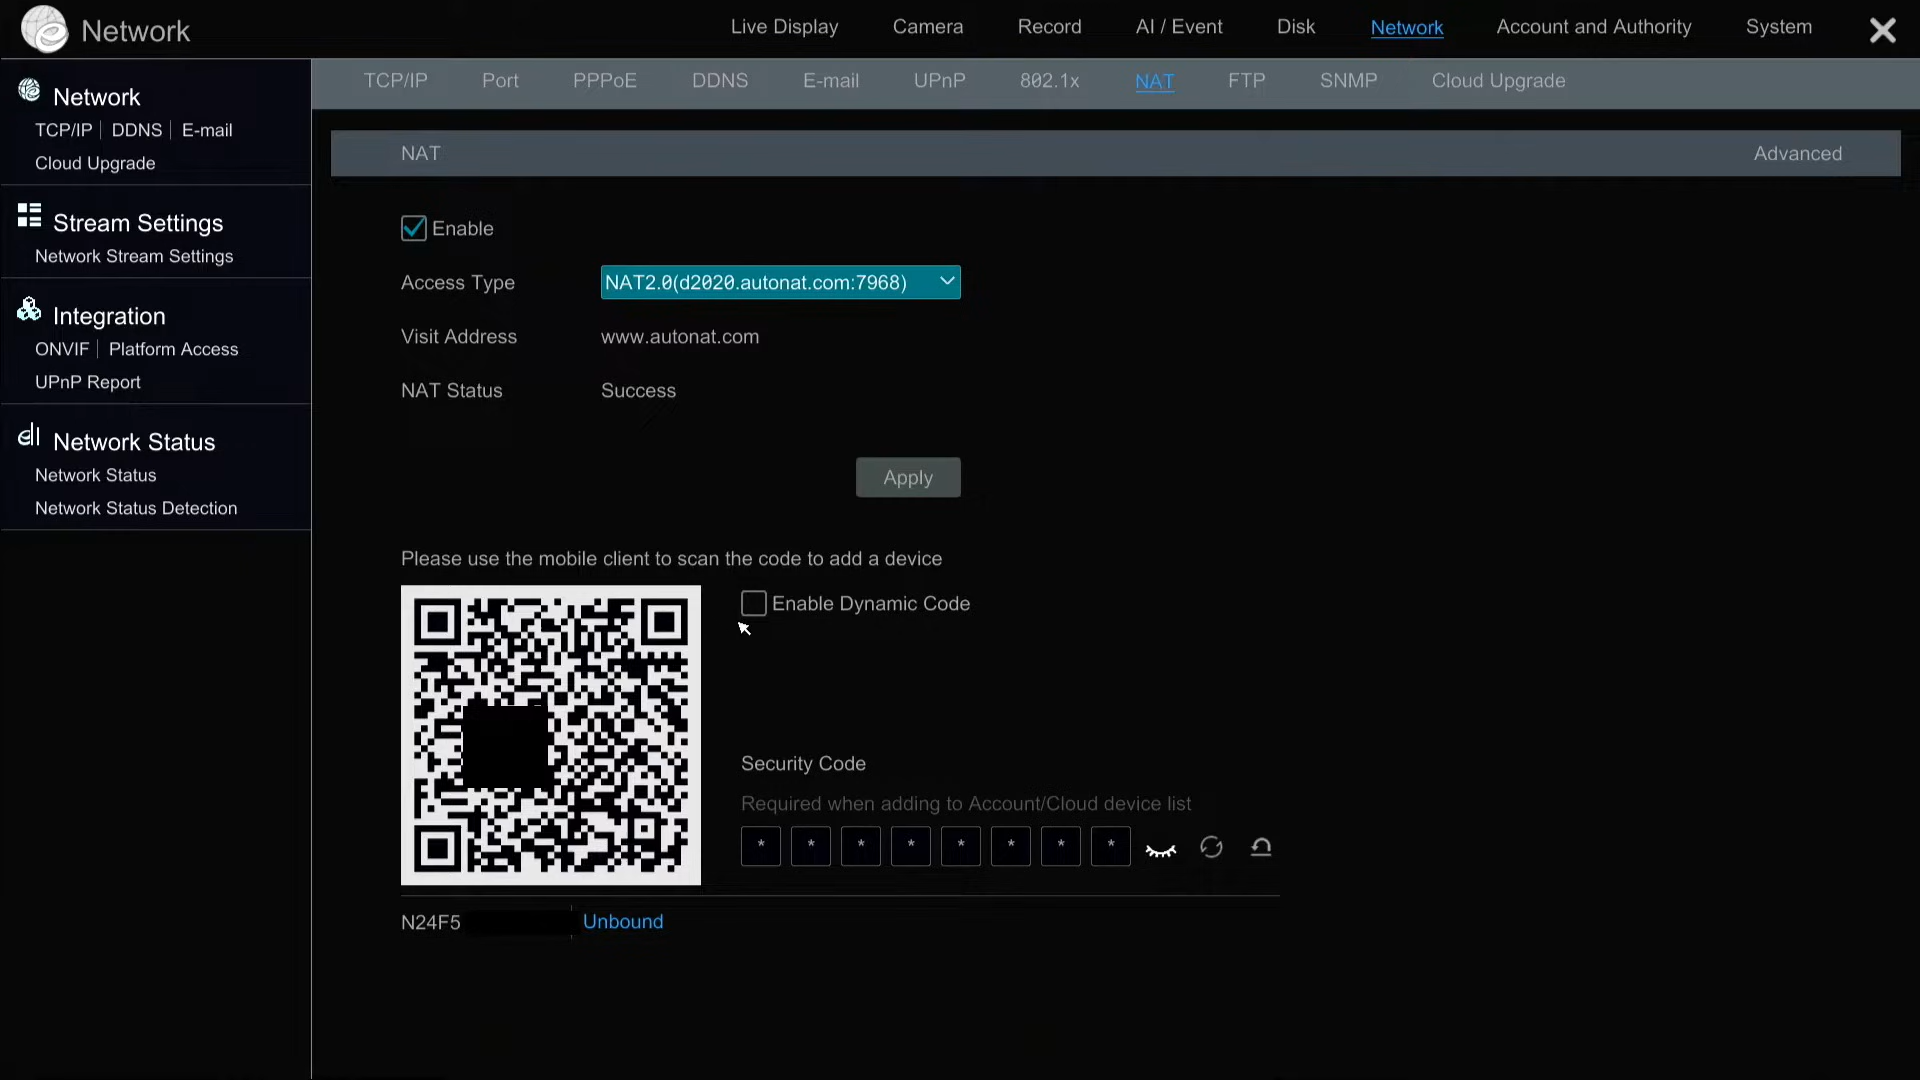 Network
Live Display Camera Record AI / Event Disk Network Account and Authority System
TCP/IP Port PPPoE DDNS E-mail UPnP 802.1x NAT FTP SNMP Cloud Upgrade
Network
TCP/IP DDNS E-mail
Cloud Upgrade
Stream Settings
Network Stream Settings
Integration
ONVIF Platform Access
UPnP Report
Network Status
Network Status
Network Status Detection
NAT Advanced
Enable
Access Type NAT2.0(d2020.autonat.com:7968)
Visit Address www.autonat.com
NAT Status Success
Apply
Please use the mobile client to scan the code to add a device
Enable Dynamic Code
Security Code
Required when adding to Account/Cloud device list
* * * * * * * *
N24F5 Unbound